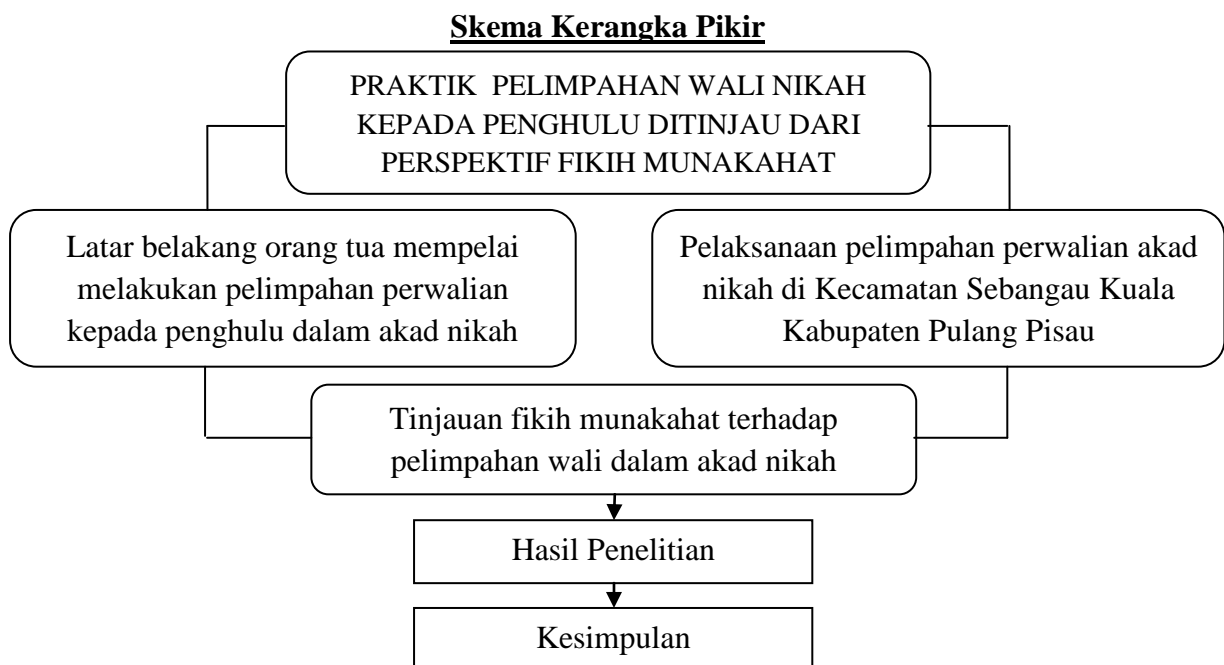 Skema Kerangka Pikir
PRAKTIK PELIMPAHAN WALI NIKAH
KEPADA PENGHULU DITINJAU DARI
PERSPEKTIF FIKIH MUNAKAHAT
Latar belakang orang tua mempelai
melakukan pelimpahan perwalian
kepada penghulu dalam akad nikah
Pelaksanaan pelimpahan perwalian akad
nikah di Kecamatan Sebangau Kuala
Kabupaten Pulang Pisau
Tinjauan fikih munakahat terhadap
pelimpahan wali dalam akad nikah
Hasil Penelitian
Kesimpulan